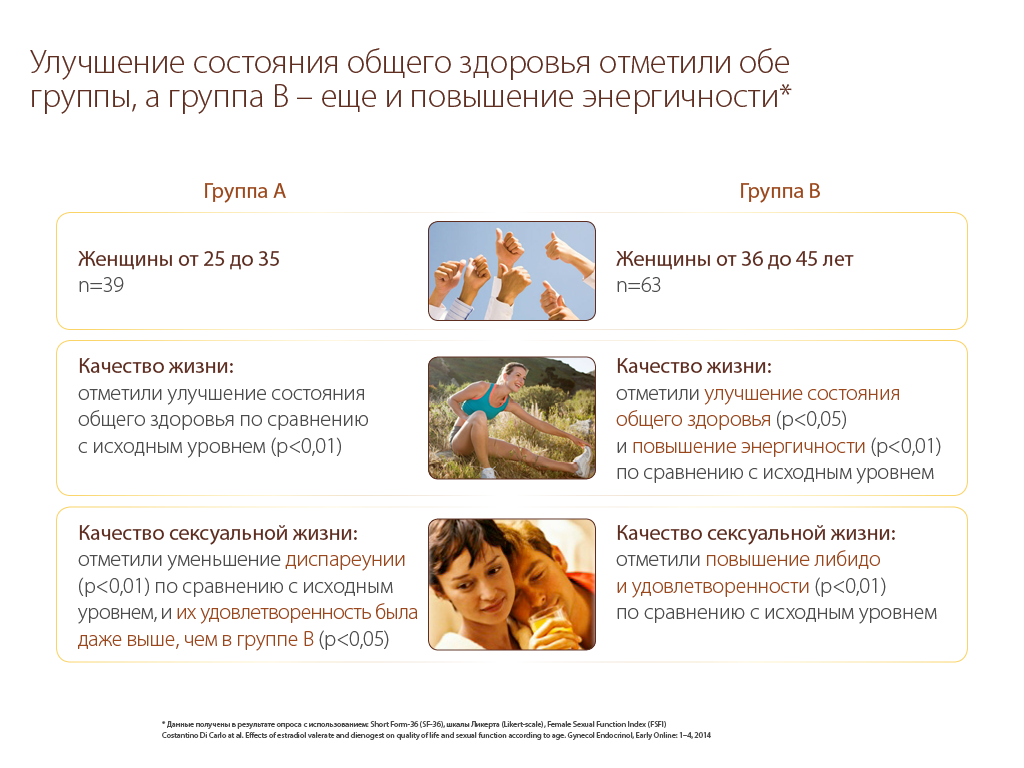 Улучшение состояния общего здоровья отметили обе
группы, а группа В – еще и повышение энергичности*
Группа А
Группа В
Женщины от 25 до 35
n=39
Женщины от 36 до 45 лет
n=63
Качество жизни:
отметили улучшение состояния
общего здоровья по сравнению
с исходным уровнем (p<0,01)
Качество жизни:
отметили улучшение состояния
общего здоровья (p<0,05)
и повышение энергичности (p<0,01)
по сравнению с исходным уровнем
Качество сексуальной жизни:
отметили уменьшение диспареунии
(p<0,01) по сравнению с исходным
уровнем, и их удовлетворенность была
даже выше, чем в группе В (p<0,05)
Качество сексуальной жизни:
отметили повышение либидо
и удовлетворенности (p<0,01)
по сравнению с исходным уровнем
* Данные получены в результате опроса с использованием: Short Form-36 (SF-36), шкалы Ликерта (Likert-scale), Female Sexual Function Index (FSFI)
Costantino Di Carlo at al. Effects of estradiol valerate and dienogest on quality of life and sexual function according to age. Gynecol Endocrinol, Early Online: 1–4, 2014